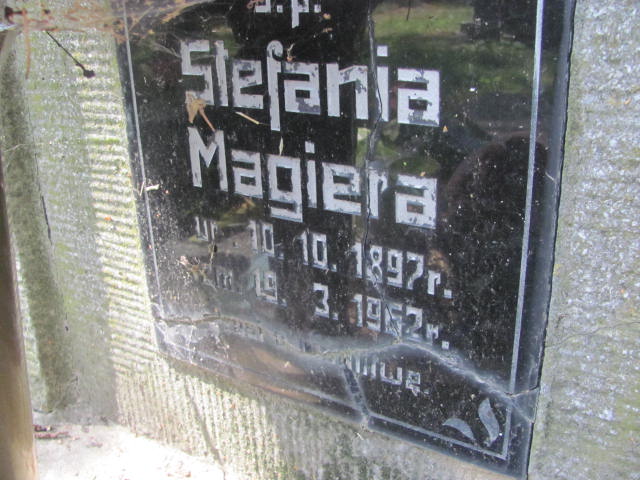 ś.p.
Stefania
Magiera
ur. 10. 10. 1897r.
zm. 19. 3. 1962r.